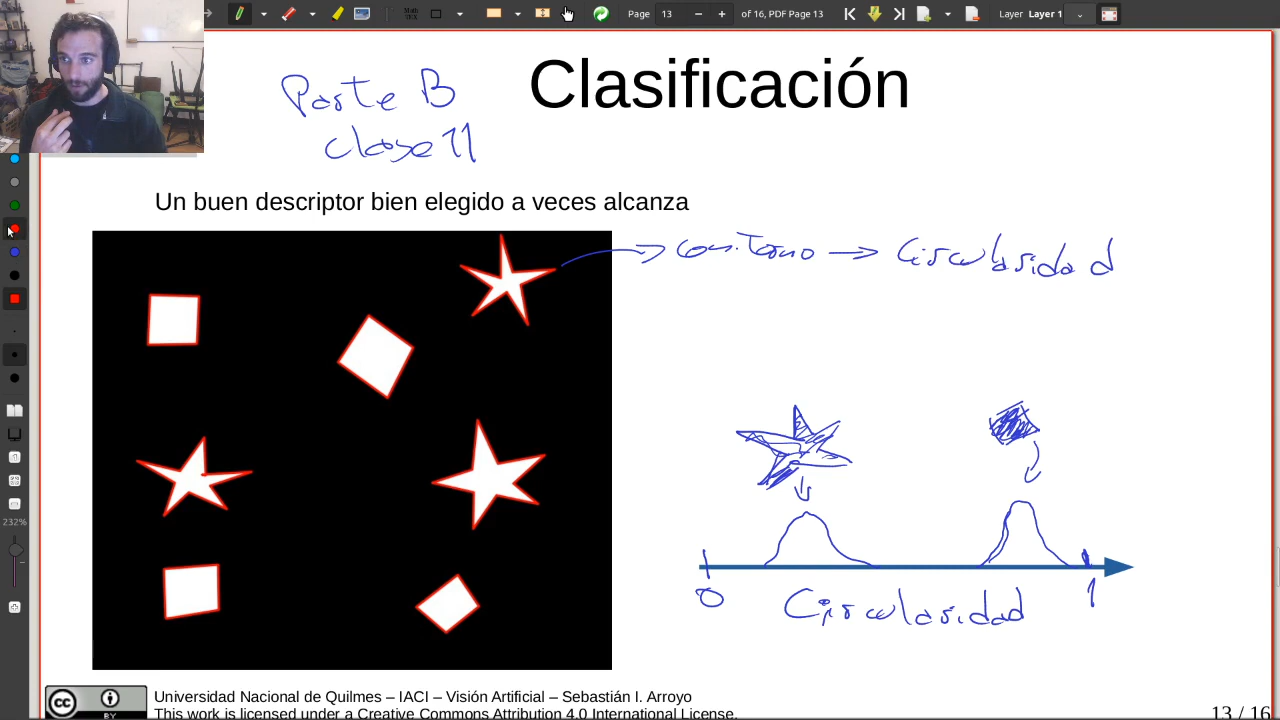 Page 13 − + of 16, PDF Page 13 Layer Layer 1
Clasificación
Parte B
clase 11
Un buen descriptor bien elegido a veces alcanza
contorno → Circularidad
0 1
Circularidad
232%
CC BY
Universidad Nacional de Quilmes – IACI – Visión Artificial – Sebastián I. Arroyo
This work is licensed under a Creative Commons Attribution 4.0 International License.
13 / 16